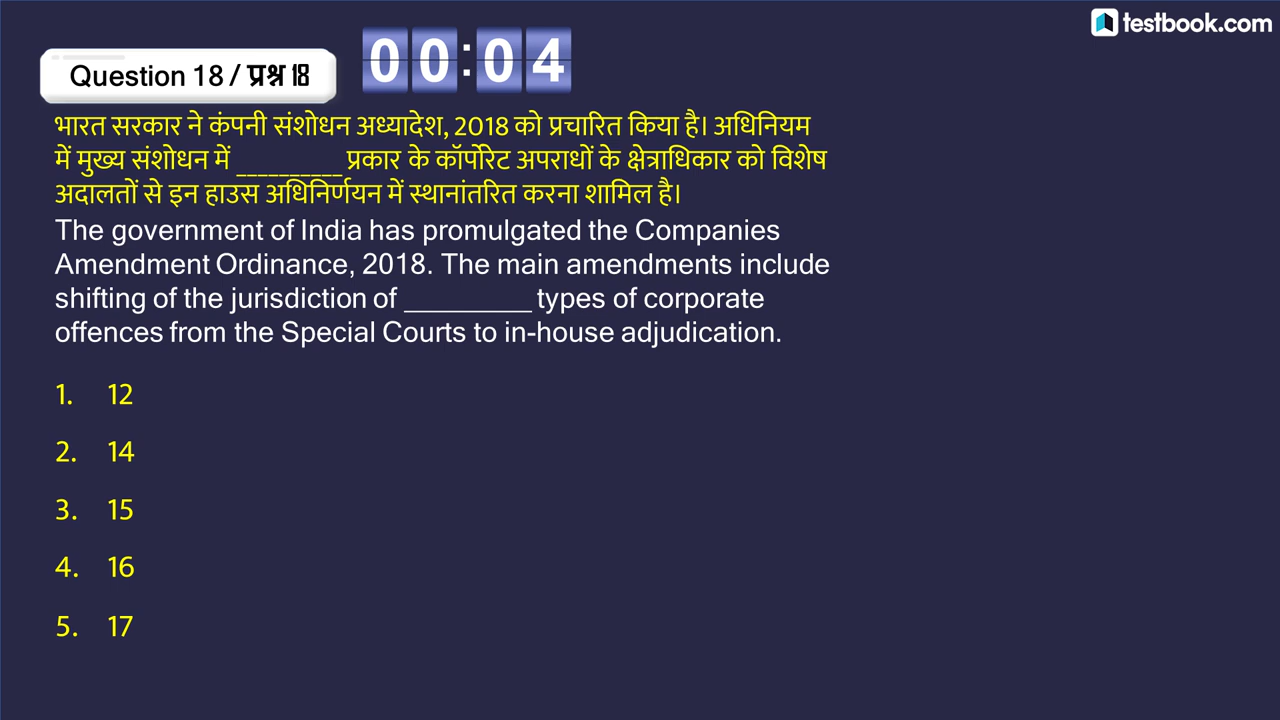 testbook.com
Question 18 / प्रश्न 18
00:04
भारत सरकार ने कंपनी संशोधन अध्यादेश, 2018 को प्रचारित किया है। अधिनियम
में मुख्य संशोधन में __________ प्रकार के कॉर्पोरेट अपराधों के क्षेत्राधिकार को विशेष
अदालतों से इन हाउस अधिनिर्णयन में स्थानांतरित करना शामिल है।
The government of India has promulgated the Companies
Amendment Ordinance, 2018. The main amendments include
shifting of the jurisdiction of ________ types of corporate
offences from the Special Courts to in-house adjudication.
1. 12
2. 14
3. 15
4. 16
5. 17